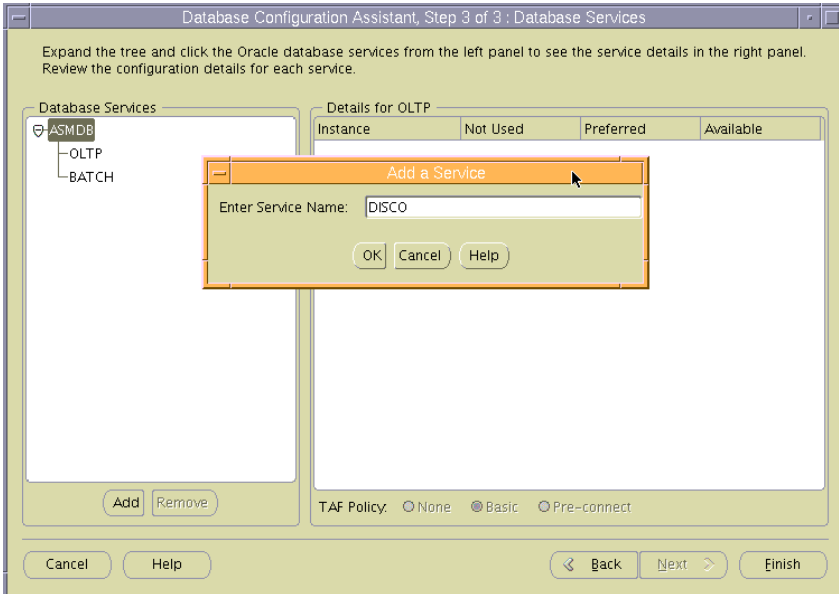 Database Configuration Assistant, Step 3 of 3 : Database Services
Expand the tree and click the Oracle database services from the left panel to see the service details in the right panel.
Review the configuration details for each service.
Database Services
ASMDB
OLTP
BATCH
Add
Remove
Details for OLTP
Instance
Not Used
Preferred
Available
Add a Service
Enter Service Name:
DISCO
OK
Cancel
Help
TAF Policy:
None
Basic
Pre-connect
Cancel
Help
Back
Next
Finish